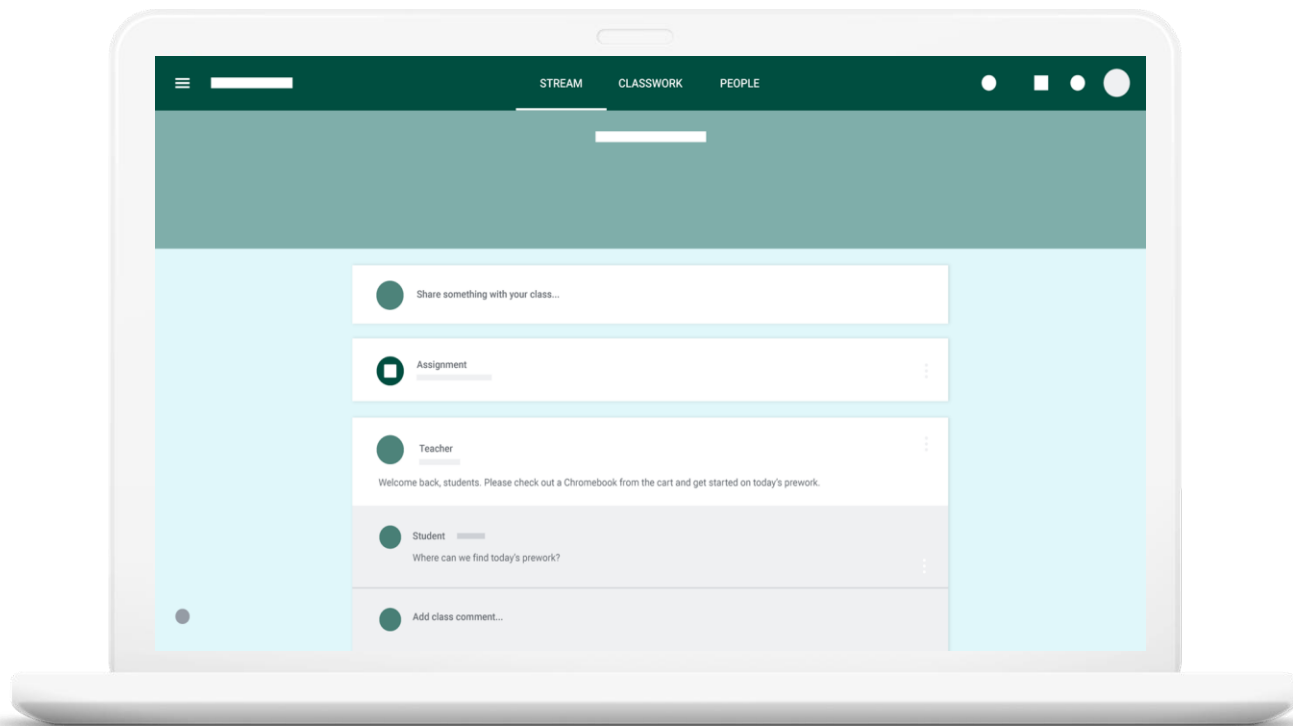 STREAM CLASSWORK PEOPLE
Share something with your class...
Assignment
Teacher
Welcome back, students. Please check out a Chromebook from the cart and get started on today's prework.
Student
Where can we find today's prework?
Add class comment...